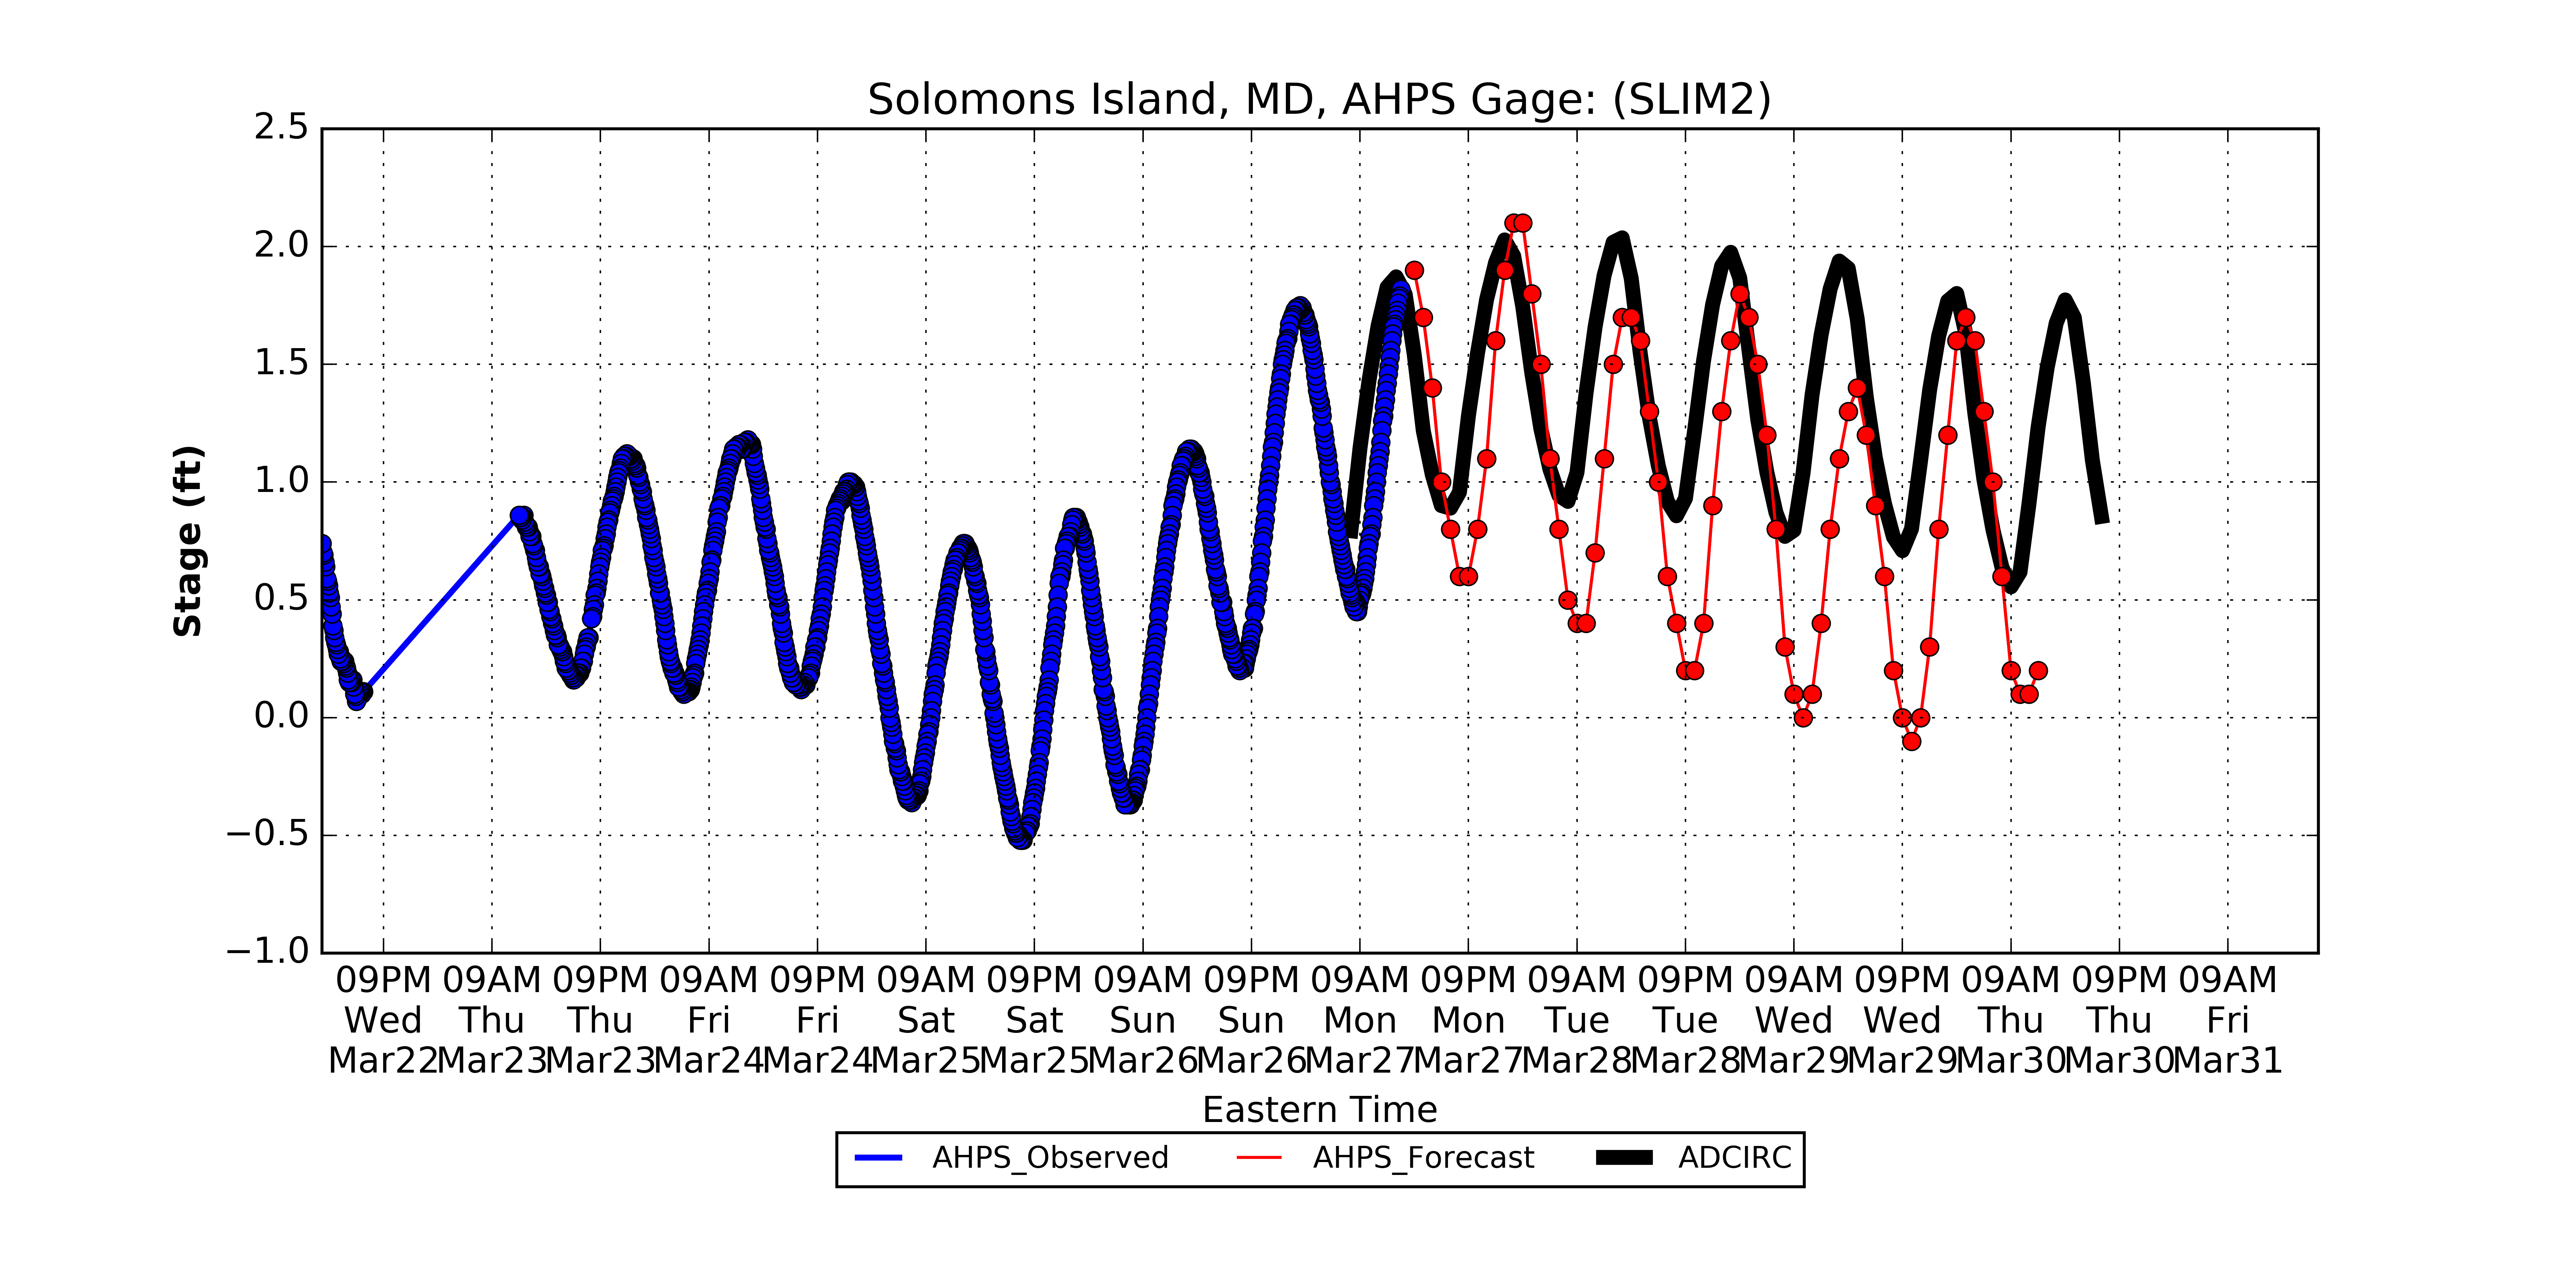 Solomons Island, MD, AHPS Gage: (SLIM2)
2.5
2.0
1.5
1.0
0.5
0.0
−0.5
−1.0
Stage (ft)
09PM 09AM 09PM 09AM 09PM 09AM 09PM 09AM 09PM 09AM 09PM 09AM 09PM 09AM 09PM 09AM 09PM 09AM
Wed Thu Thu Fri Fri Sat Sat Sun Sun Mon Mon Tue Tue Wed Wed Thu Thu Fri
Mar22 Mar23 Mar23 Mar24 Mar24 Mar25 Mar25 Mar26 Mar26 Mar27 Mar27 Mar28 Mar28 Mar29 Mar29 Mar30 Mar30 Mar31
Eastern Time
AHPS_Observed AHPS_Forecast ADCIRC